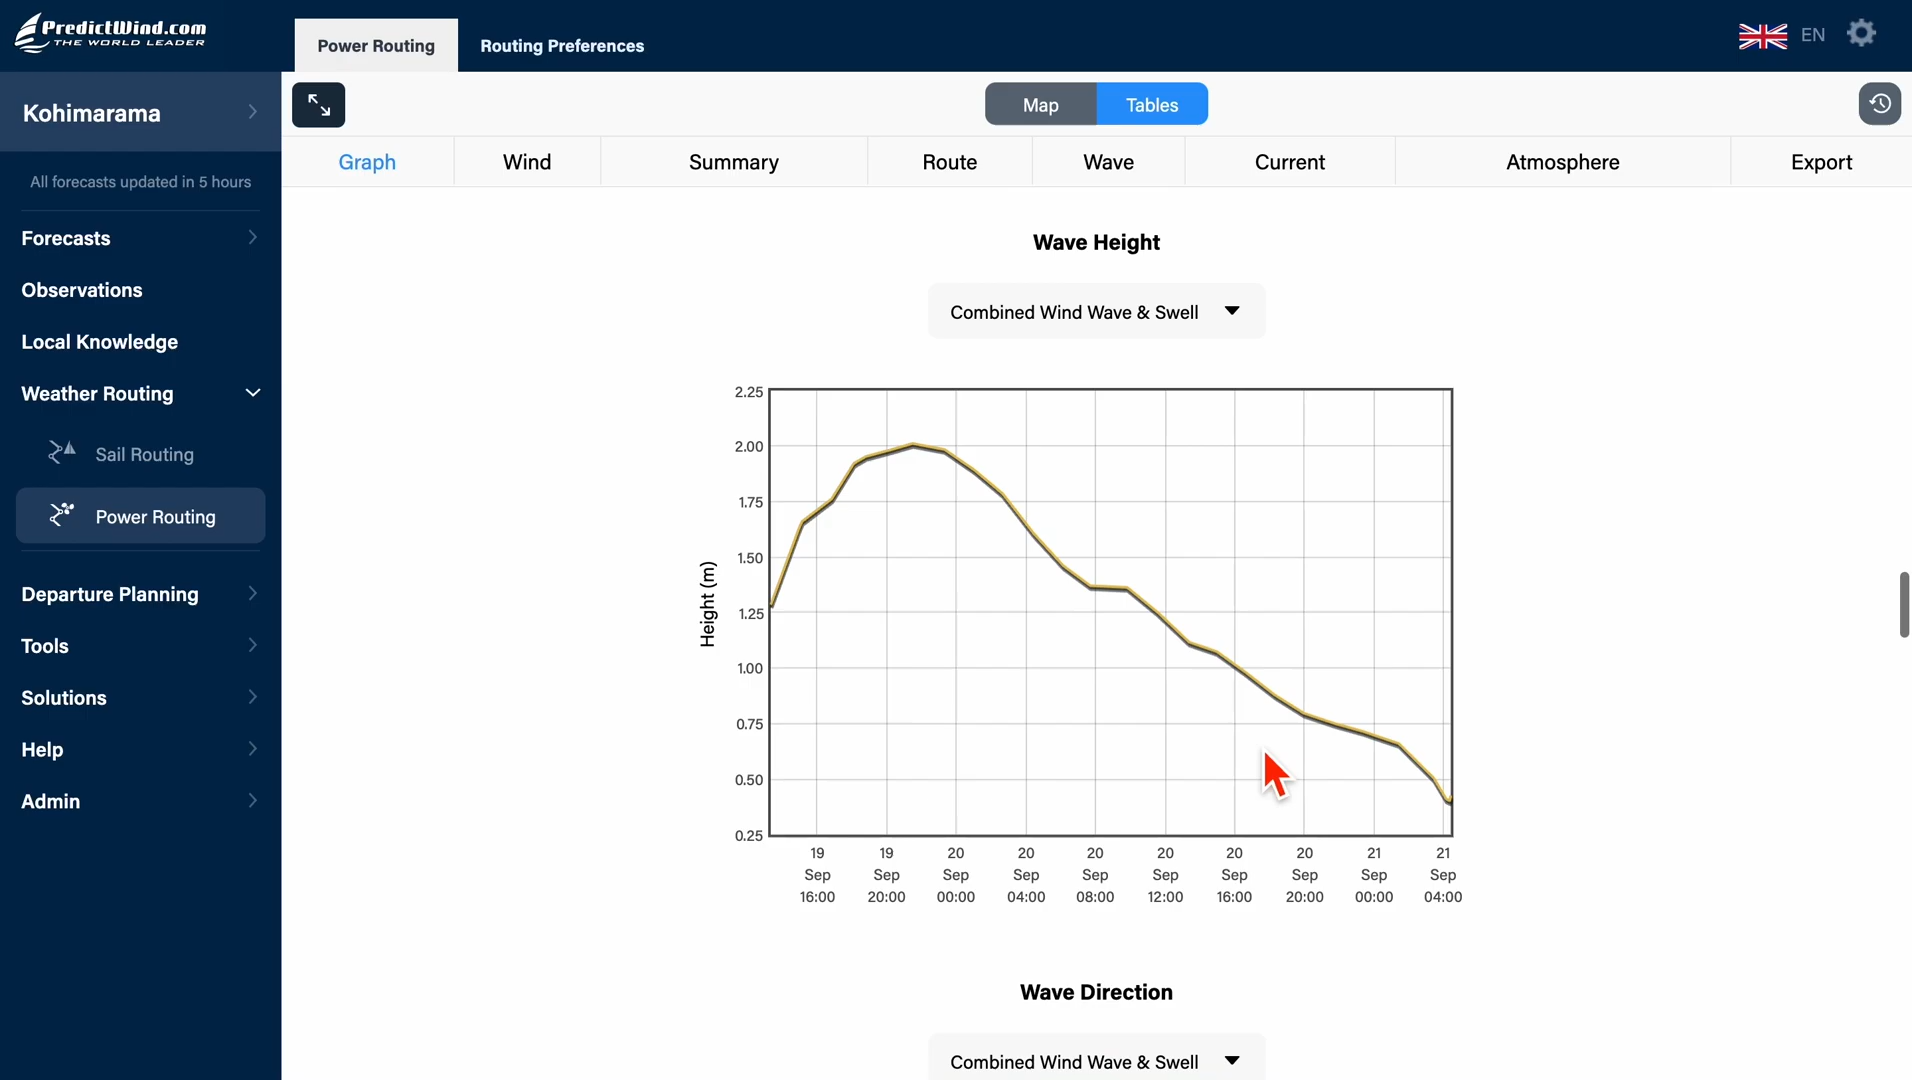 PredictWind.com
THE WORLD LEADER
Power Routing
Routing Preferences
EN
Kohimarama
Map
Tables
Graph
Wind
Summary
Route
Wave
Current
Atmosphere
Export
All forecasts updated in 5 hours
Forecasts
Observations
Local Knowledge
Weather Routing
Sail Routing
Power Routing
Departure Planning
Tools
Solutions
Help
Admin
Wave Height
Combined Wind Wave & Swell
Height (m)
2.25
2.00
1.75
1.50
1.25
1.00
0.75
0.50
0.25
19 Sep 16:00
19 Sep 20:00
20 Sep 00:00
20 Sep 04:00
20 Sep 08:00
20 Sep 12:00
20 Sep 16:00
20 Sep 20:00
21 Sep 00:00
21 Sep 04:00
Wave Direction
Combined Wind Wave & Swell